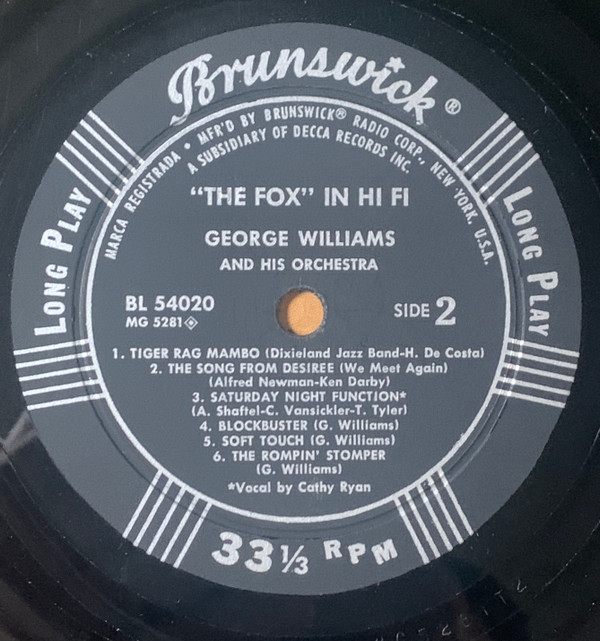 Brunswick®
MARCA REGISTRADA • MFR'D BY BRUNSWICK® RADIO CORP., NEW YORK, U.S.A.
A SUBSIDIARY OF DECCA RECORDS INC.
LONG PLAY
LONG PLAY
"THE FOX" IN HI FI
GEORGE WILLIAMS
AND HIS ORCHESTRA
BL 54020
MG 5281
SIDE 2
1. TIGER RAG MAMBO (Dixieland Jazz Band-H. De Costa)
2. THE SONG FROM DESIREE (We Meet Again)
(Alfred Newman-Ken Darby)
3. SATURDAY NIGHT FUNCTION*
(A. Shaftel-C. Vansickler-T. Tyler)
4. BLOCKBUSTER (G. Williams)
5. SOFT TOUCH (G. Williams)
6. THE ROMPIN' STOMPER
(G. Williams)
*Vocal by Cathy Ryan
33⅓ RPM